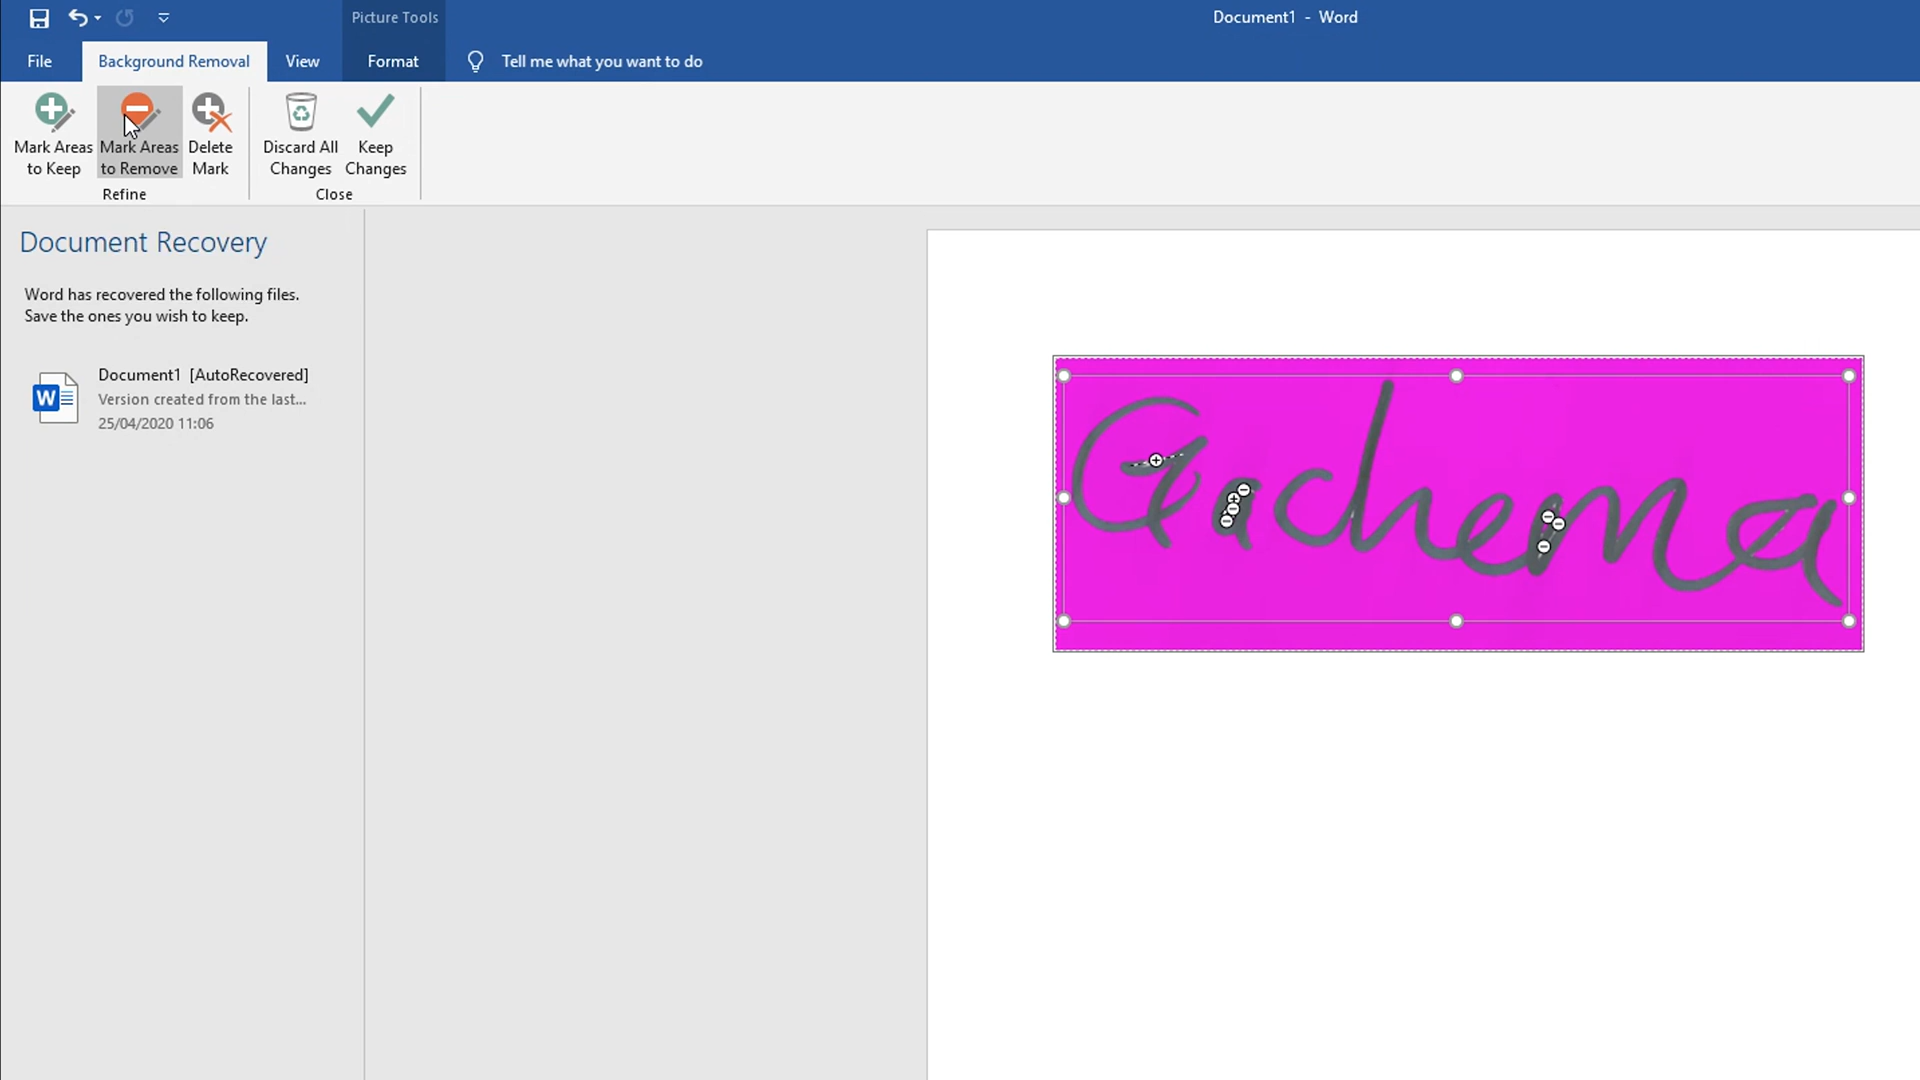 Picture Tools
Document1 - Word
File
Background Removal
View
Format
Tell me what you want to do
Mark Areas
to Keep
Mark Areas
to Remove
Delete
Mark
Discard All
Changes
Keep
Changes
Refine
Close
Document Recovery
Word has recovered the following files.
Save the ones you wish to keep.
W
Document1 [AutoRecovered]
Version created from the last...
25/04/2020 11:06
Gachema